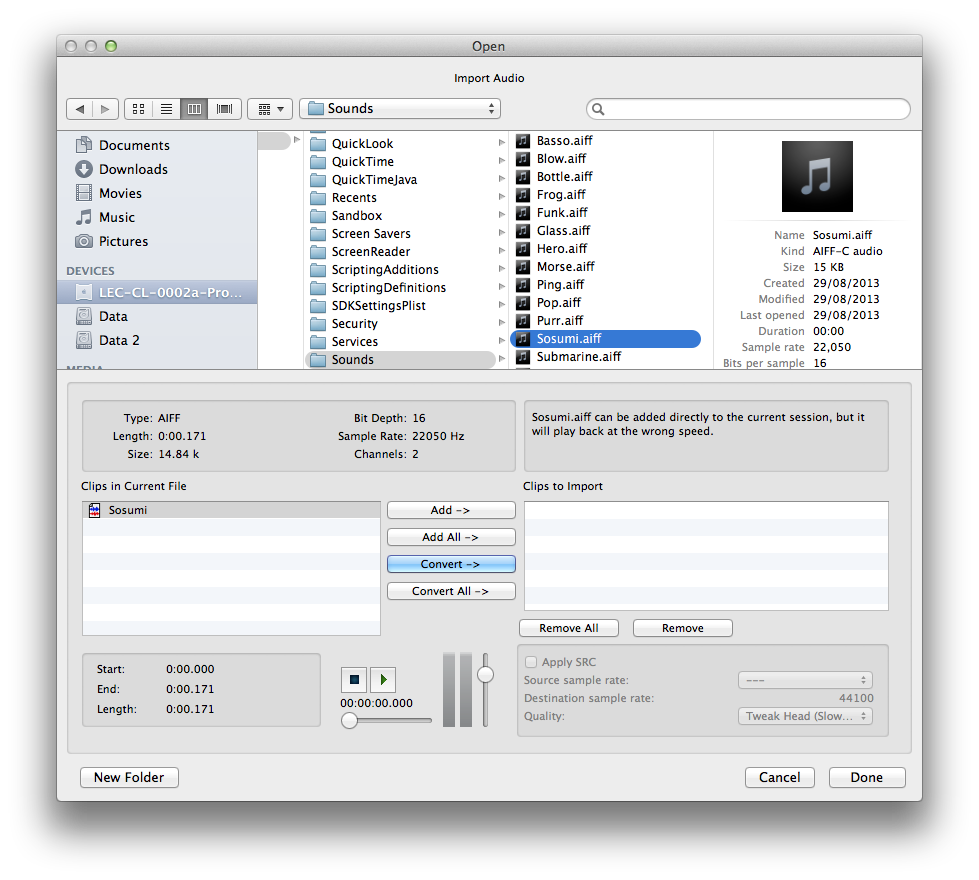 Open
Import Audio
Sounds
Documents
Downloads
Movies
Music
Pictures
DEVICES
LEC-CL-0002a-Pro...
Data
Data 2
QuickLook
QuickTime
QuickTimeJava
Recents
Sandbox
Screen Savers
ScreenReader
ScriptingAdditions
ScriptingDefinitions
SDKSettingsPlist
Security
Services
Sounds
Basso.aiff
Blow.aiff
Bottle.aiff
Frog.aiff
Funk.aiff
Glass.aiff
Hero.aiff
Morse.aiff
Ping.aiff
Pop.aiff
Purr.aiff
Sosumi.aiff
Submarine.aiff
Name Sosumi.aiff
Kind AIFF-C audio
Size 15 KB
Created 29/08/2013
Modified 29/08/2013
Last opened 29/08/2013
Duration 00:00
Sample rate 22,050
Bits per sample 16
Type: AIFF
Length: 0:00.171
Size: 14.84 k
Bit Depth: 16
Sample Rate: 22050 Hz
Channels: 2
Sosumi.aiff can be added directly to the current session, but it
will play back at the wrong speed.
Clips in Current File
Sosumi
Add ->
Add All ->
Convert ->
Convert All ->
Clips to Import
Remove All
Remove
Start: 0:00.000
End: 0:00.171
Length: 0:00.171
00:00:00.000
Apply SRC
Source sample rate: ---
Destination sample rate: 44100
Quality: Tweak Head (Slow...
New Folder
Cancel
Done